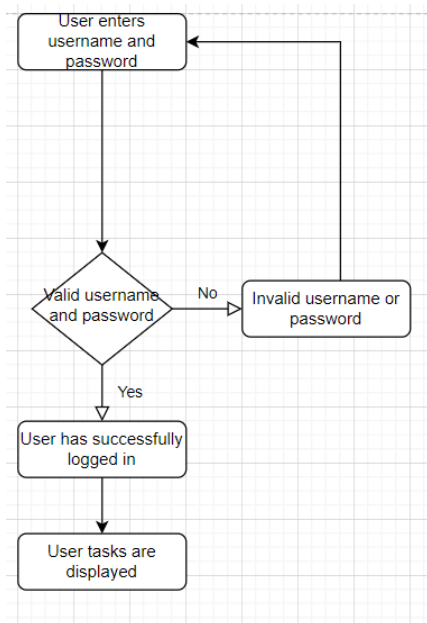 User enters
username and
password
Valid username
and password
No
Invalid username or
password
Yes
User has successfully
logged in
User tasks are
displayed